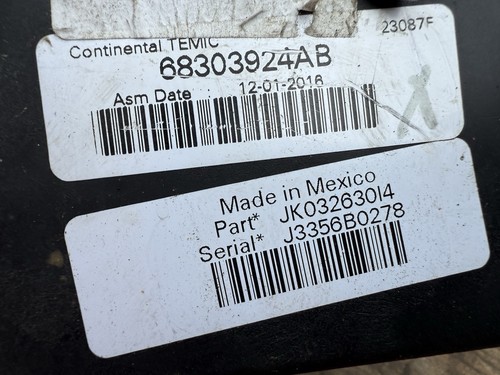 23087F
Continental TEMIC
68303924AB
Asm Date 12-01-2016
Made in Mexico
Part* JK03263014
Serial* J3356B0278